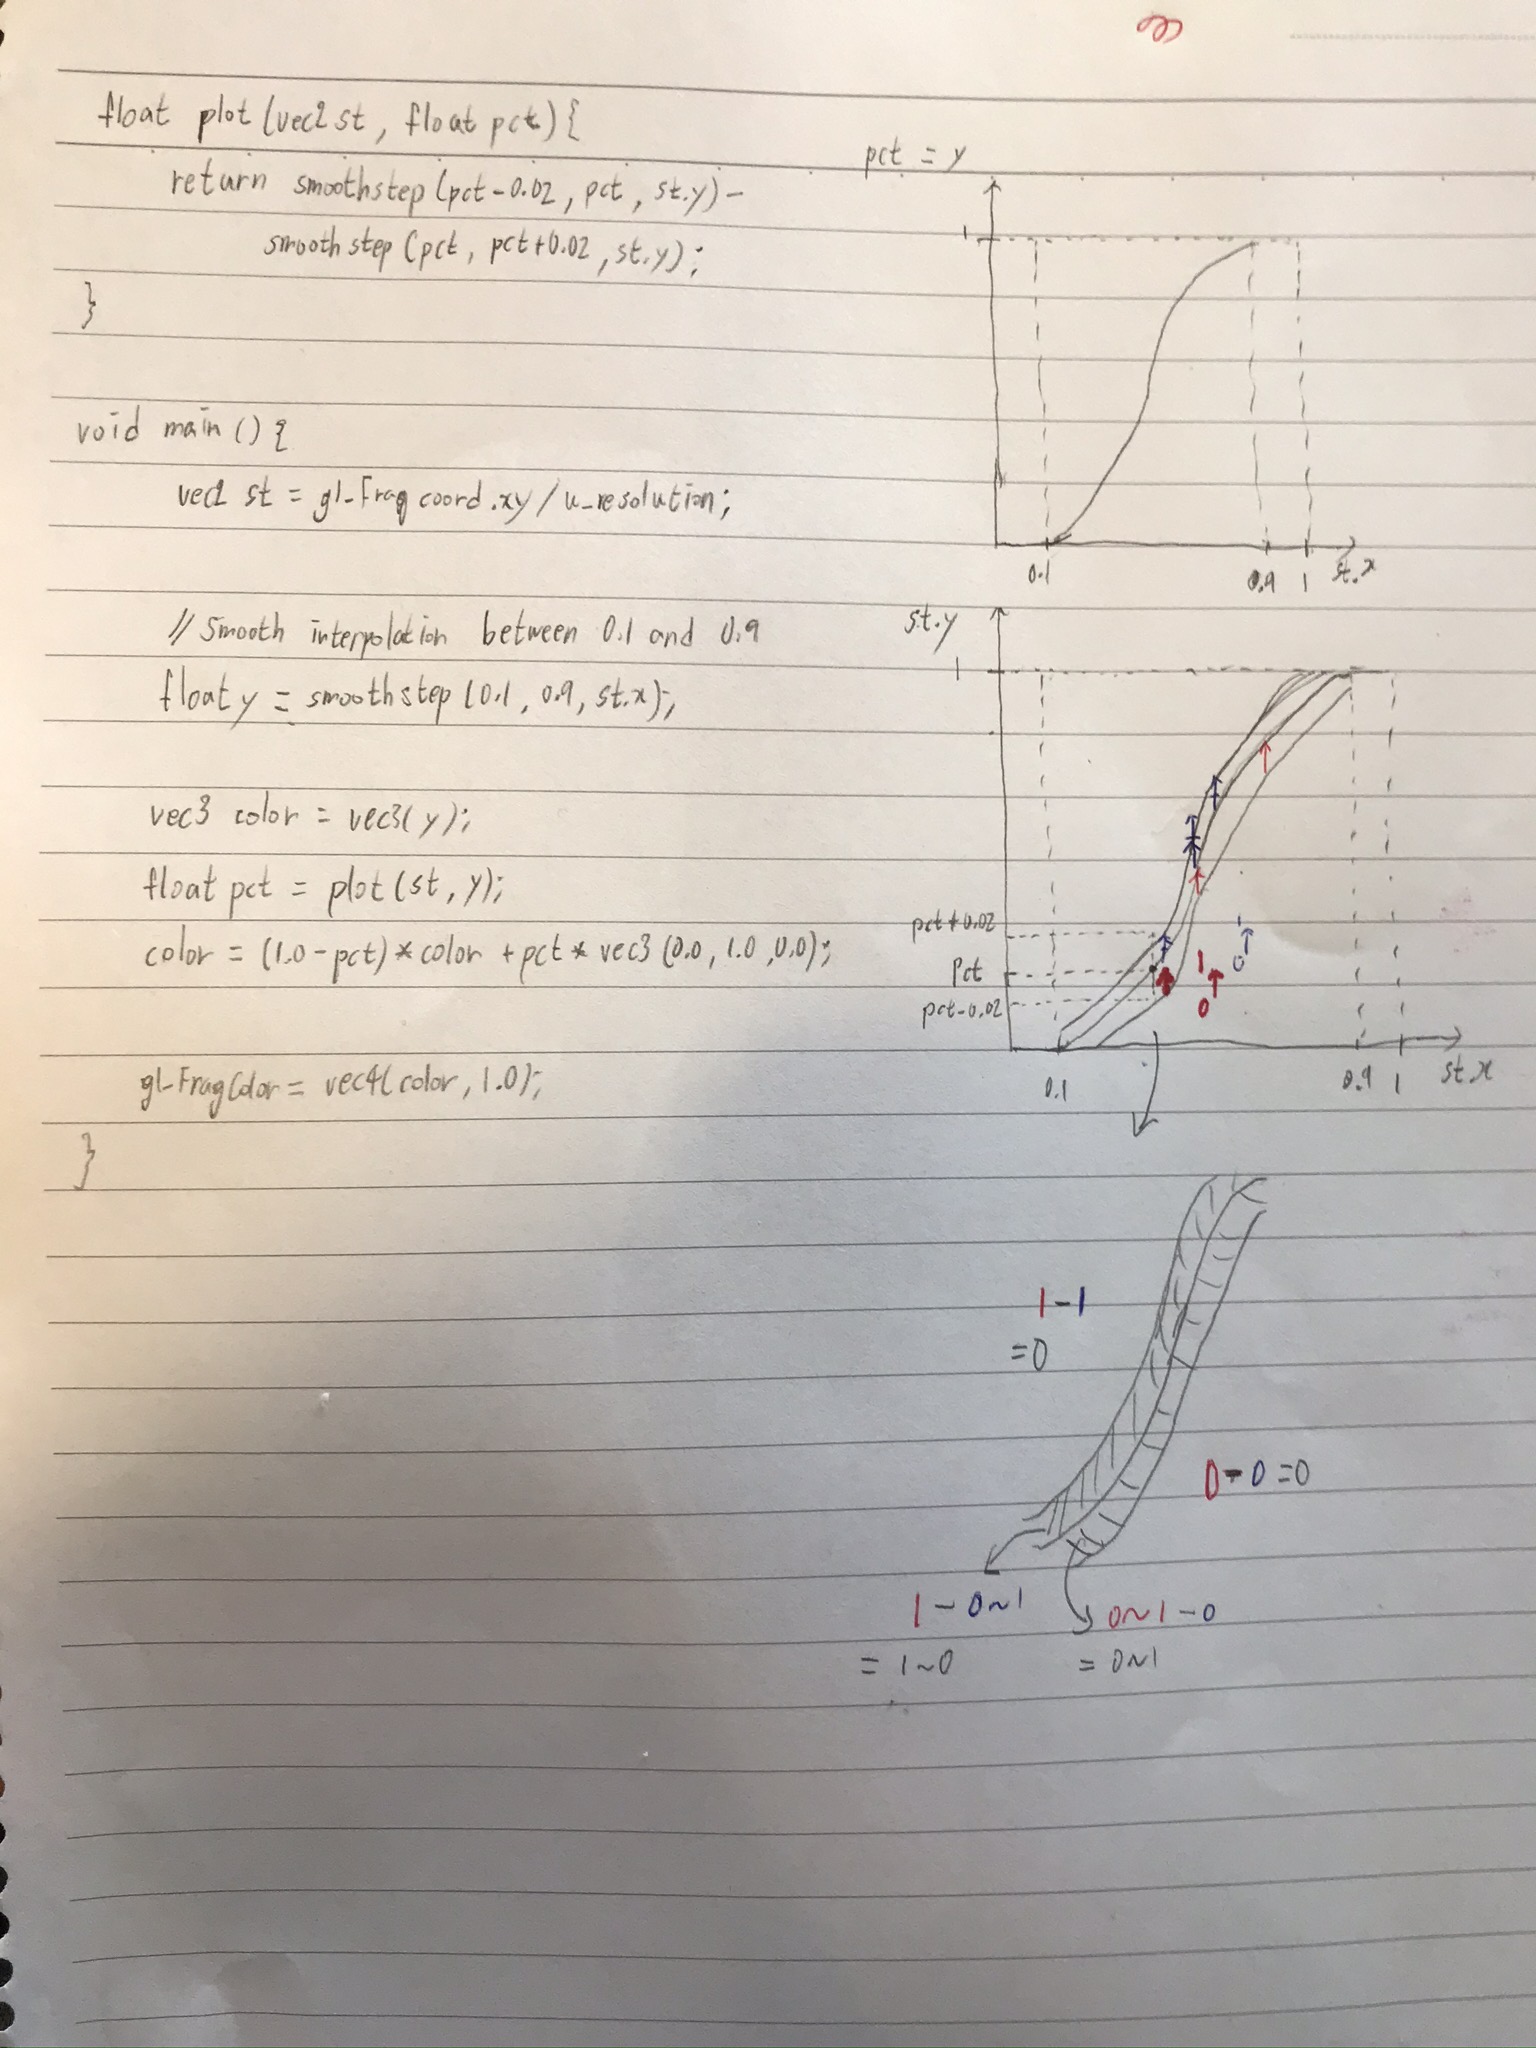 float plot (vec2 st, float pct) {
return smoothstep (pct-0.02, pct, st.y) -
smoothstep (pct, pct+0.02, st.y);
}
void main () {
vec2 st = gl_Frag coord.xy / u_resolution;
// Smooth interpolation between 0.1 and 0.9
float y = smoothstep (0.1, 0.9, st.x);
vec3 color = vec3(y);
float pct = plot (st, y);
color = (1.0-pct) * color + pct * vec3 (0.0, 1.0, 0.0);
gl_FragColor = vec4(color, 1.0);
}
pct = y
1
0.1 0.9 1 st.x
st.y
1
pct+0.02
pct
pct-0.02
1
0
1
0
0.1 0.9 1 st.x
1-1
=0
0-0=0
1-0~1
= 1~0
0~1-0
= 0~1